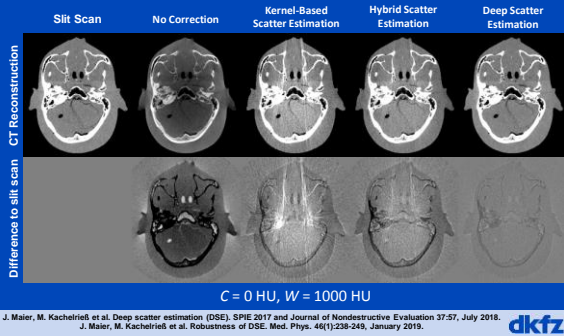 Slit Scan
No Correction
Kernel-Based
Scatter Estimation
Hybrid Scatter
Estimation
Deep Scatter
Estimation
CT Reconstruction
Difference to slit scan
C = 0 HU, W = 1000 HU
J. Maier, M. Kachelrieß et al. Deep scatter estimation (DSE). SPIE 2017 and Journal of Nondestructive Evaluation 37:57, July 2018.
J. Maier, M. Kachelrieß et al. Robustness of DSE. Med. Phys. 46(1):238-249, January 2019.
dkfz